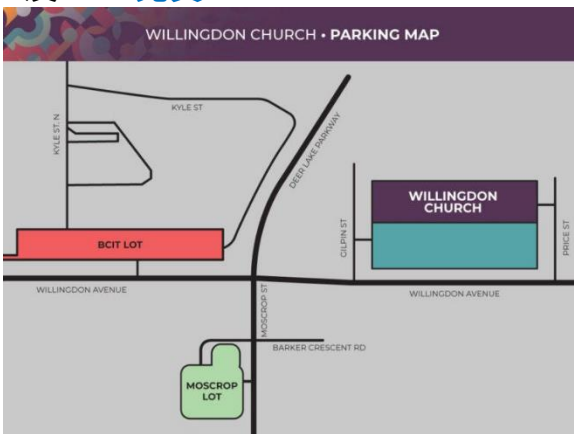 WILLINGDON CHURCH • PARKING MAP
KYLE ST
KYLE ST. N
DEER LAKE PARKWAY
WILLINGDON
CHURCH
GILPIN ST
PRICE ST
BCIT LOT
WILLINGDON AVENUE
WILLINGDON AVENUE
MOSCROP ST
BARKER CRESCENT RD
MOSCROP
LOT